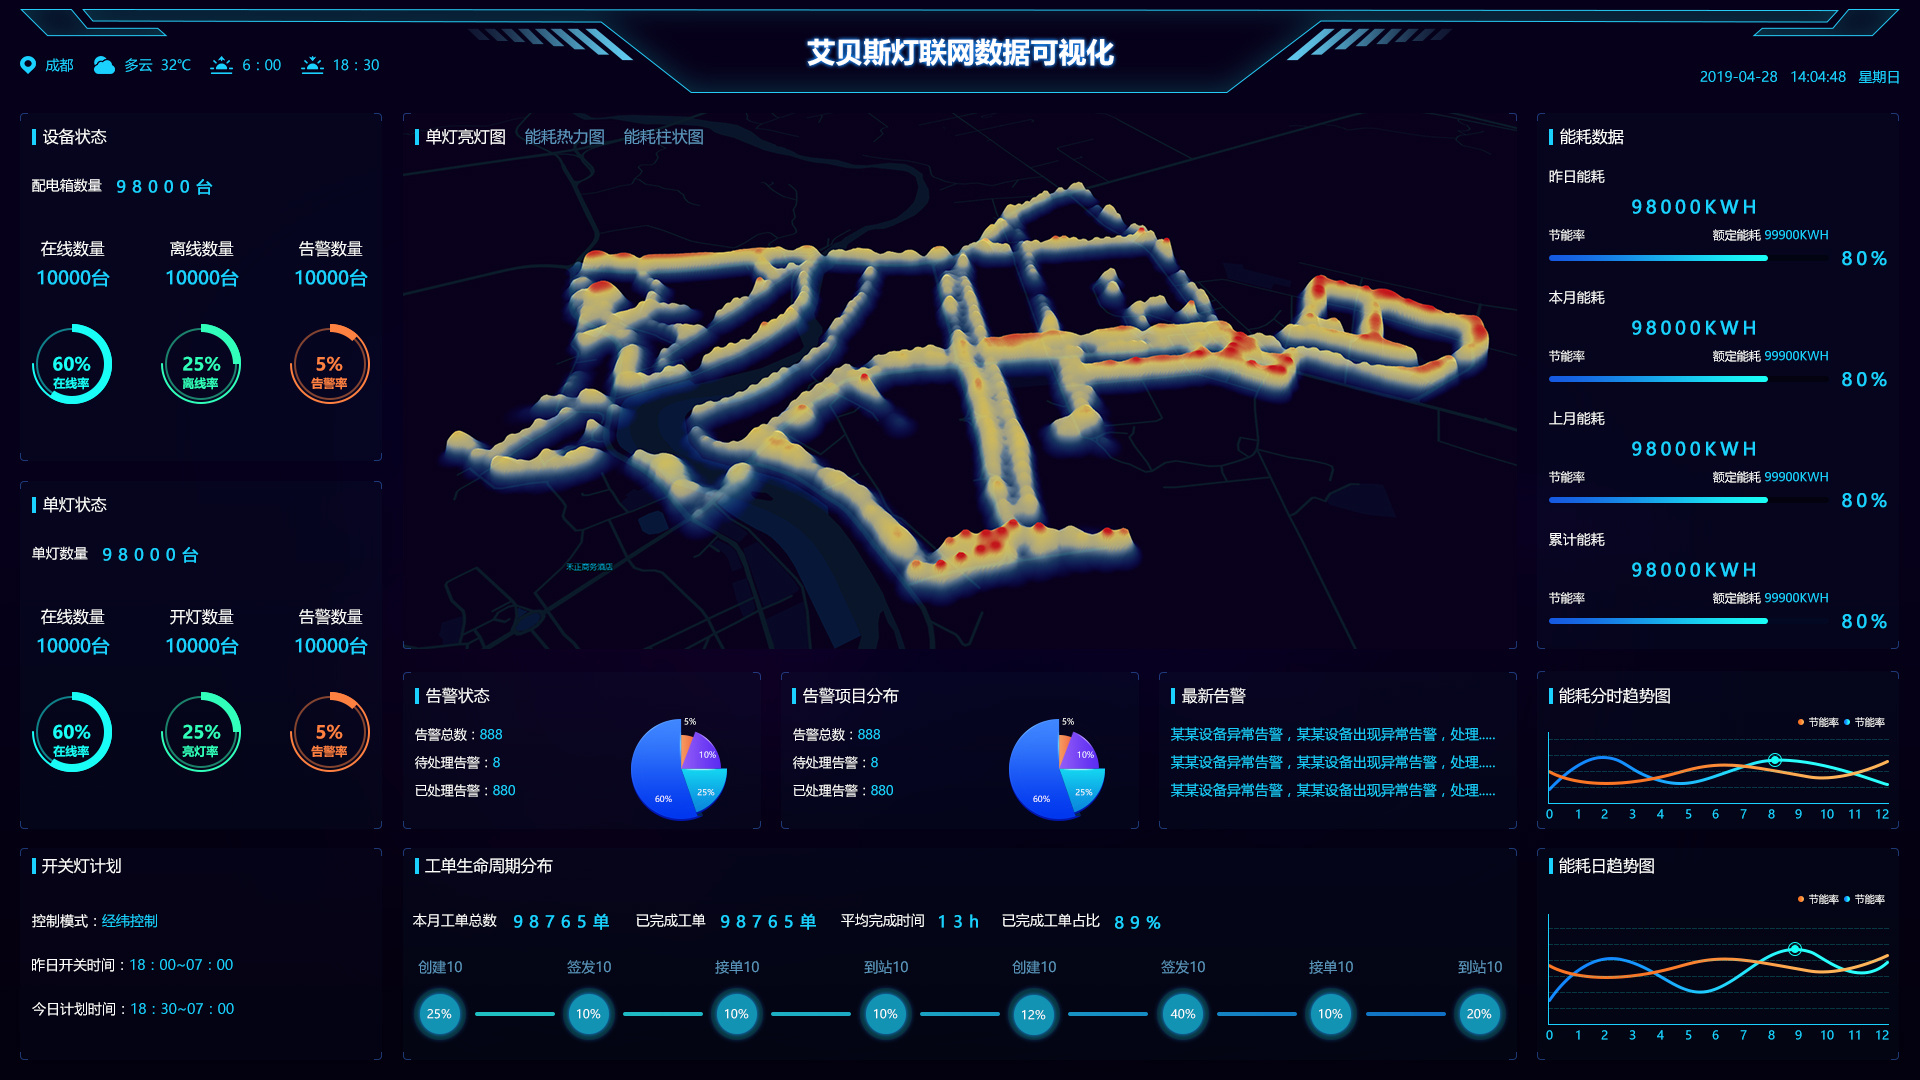 艾贝斯灯联网数据可视化
成都 多云 32℃ 6：00 18：30
2019-04-28 14:04:48 星期日
设备状态
配电箱数量 98000台
在线数量 离线数量 告警数量
10000台 10000台 10000台
60% 25% 5%
在线率 离线率 告警率
单灯状态
单灯数量 98000台
在线数量 开灯数量 告警数量
10000台 10000台 10000台
60% 25% 5%
在线率 亮灯率 告警率
开关灯计划
控制模式：经纬控制
昨日开关时间：18：00~07：00
今日计划时间：18：30~07：00
单灯亮灯图 能耗热力图 能耗柱状图
禾正商务酒店
告警状态
告警总数：888
待处理告警：8
已处理告警：880
5%
10%
25%
60%
告警项目分布
告警总数：888
待处理告警：8
已处理告警：880
5%
10%
25%
60%
最新告警
某某设备异常告警，某某设备出现异常告警，处理.....
某某设备异常告警，某某设备出现异常告警，处理.....
某某设备异常告警，某某设备出现异常告警，处理.....
工单生命周期分布
本月工单总数 98765单 已完成工单 98765单 平均完成时间 13h 已完成工单占比 89%
创建10 签发10 接单10 到站10 创建10 签发10 接单10 到站10
25% 10% 10% 10% 12% 40% 10% 20%
能耗数据
昨日能耗
98000KWH
节能率 额定能耗 99900KWH
80%
本月能耗
98000KWH
节能率 额定能耗 99900KWH
80%
上月能耗
98000KWH
节能率 额定能耗 99900KWH
80%
累计能耗
98000KWH
节能率 额定能耗 99900KWH
80%
能耗分时趋势图
节能率 节能率
0 1 2 3 4 5 6 7 8 9 10 11 12
能耗日趋势图
节能率 节能率
0 1 2 3 4 5 6 7 8 9 10 11 12